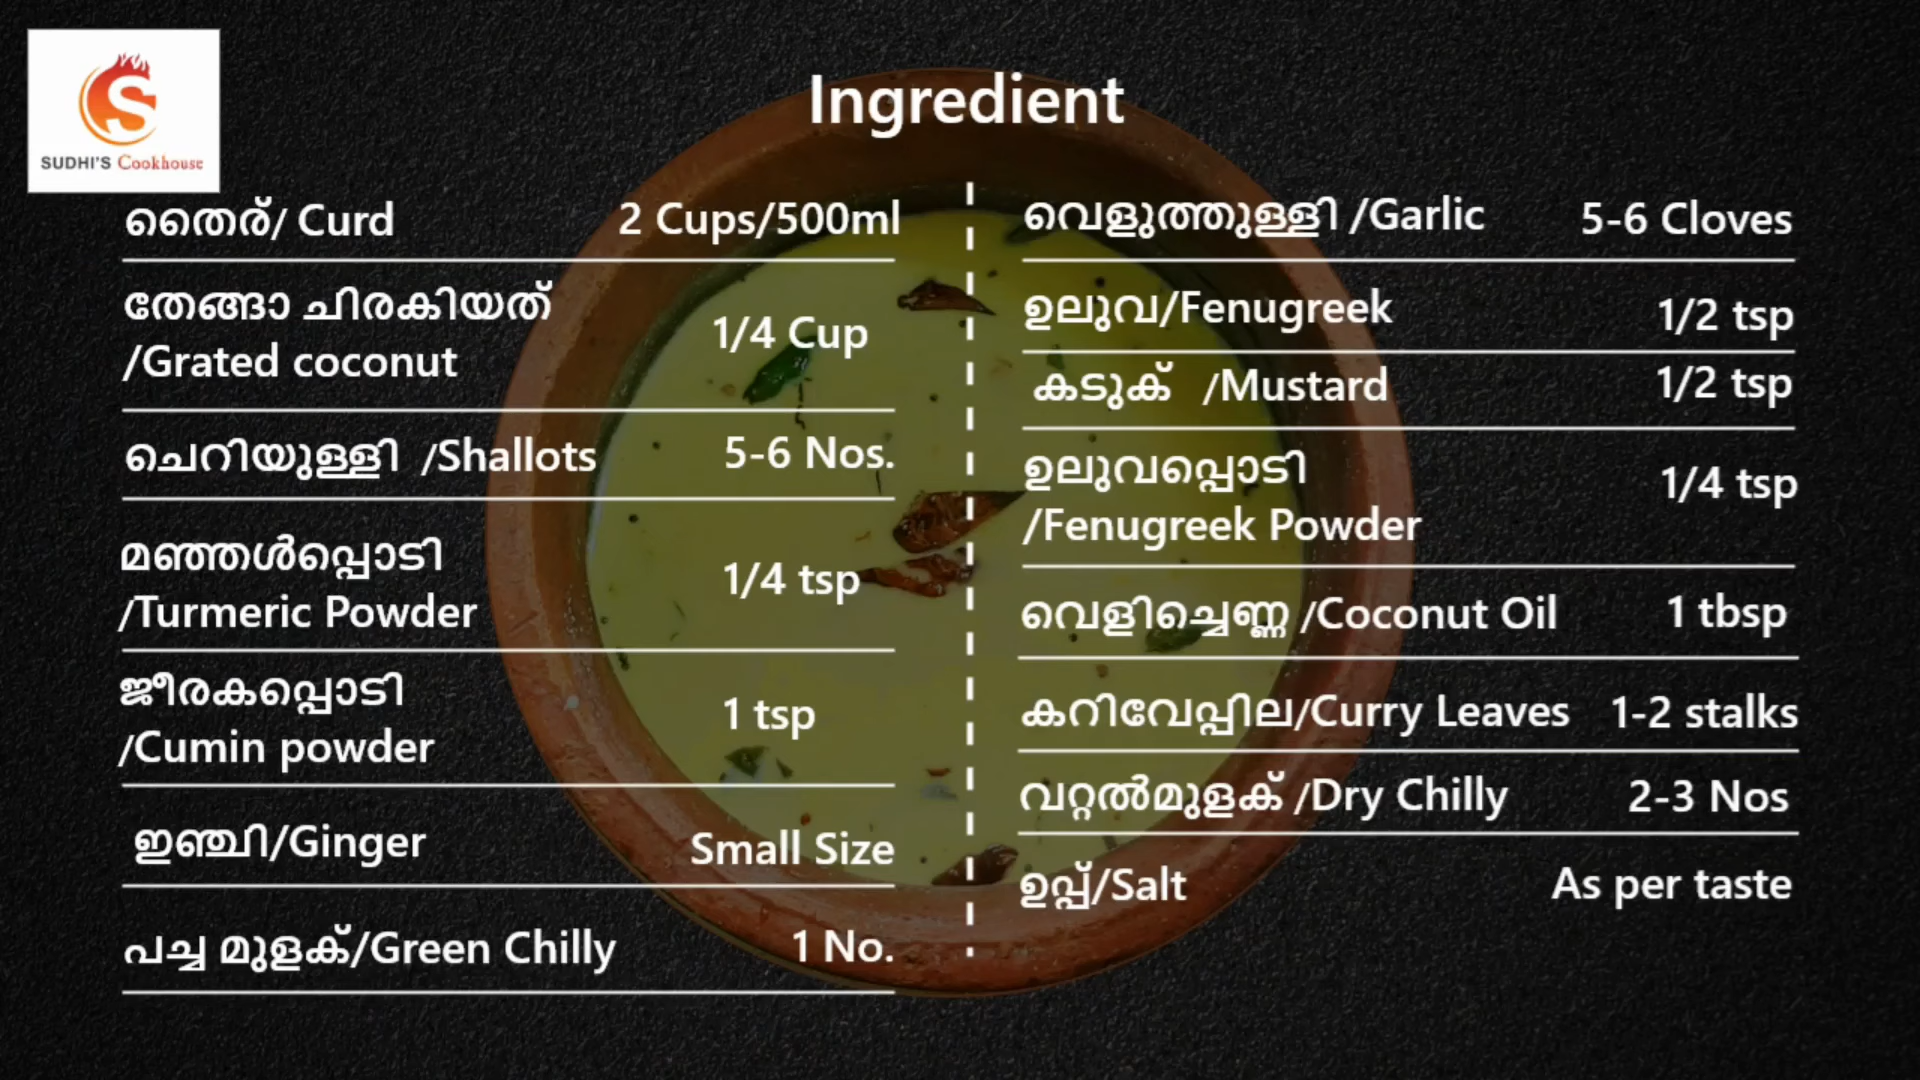 SUDHI'S Cookhouse
Ingredient
തൈര്/ Curd 2 Cups/500ml
തേങ്ങാ ചിരകിയത്
/Grated coconut 1/4 Cup
ചെറിയുള്ളി /Shallots 5-6 Nos.
മഞ്ഞൾപ്പൊടി
/Turmeric Powder 1/4 tsp
ജീരകപ്പൊടി
/Cumin powder 1 tsp
ഇഞ്ചി/Ginger Small Size
പച്ച മുളക്/Green Chilly 1 No.
വെളുത്തുള്ളി /Garlic 5-6 Cloves
ഉലുവ/Fenugreek 1/2 tsp
കടുക് /Mustard 1/2 tsp
ഉലുവപ്പൊടി
/Fenugreek Powder 1/4 tsp
വെളിച്ചെണ്ണ /Coconut Oil 1 tbsp
കറിവേപ്പില/Curry Leaves 1-2 stalks
വറ്റൽമുളക് /Dry Chilly 2-3 Nos
ഉപ്പ്/Salt As per taste